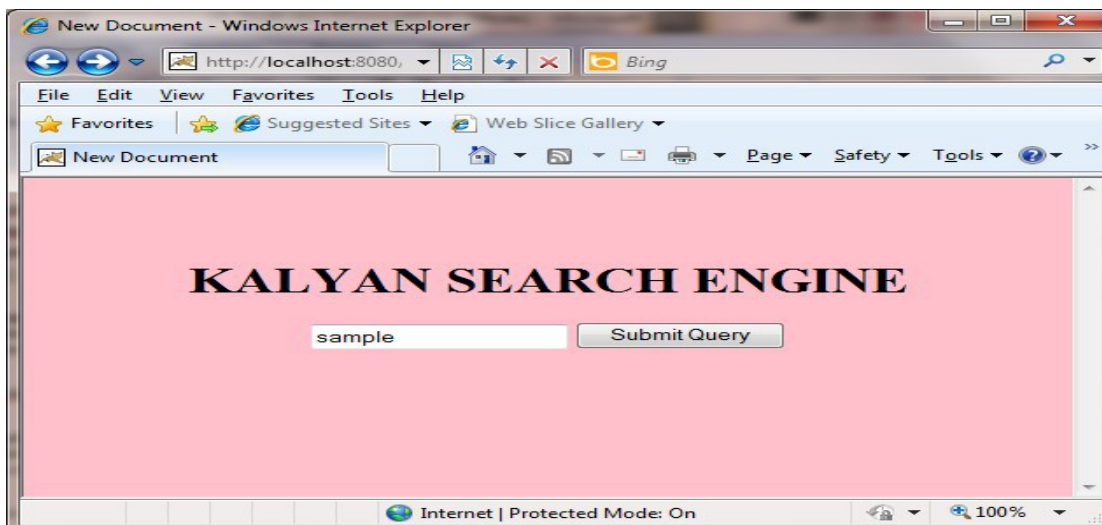 New Document - Windows Internet Explorer
http://localhost:8080/ Bing
File Edit View Favorites Tools Help
Favorites Suggested Sites Web Slice Gallery
New Document Page Safety Tools
KALYAN SEARCH ENGINE
sample Submit Query
Internet | Protected Mode: On 100%